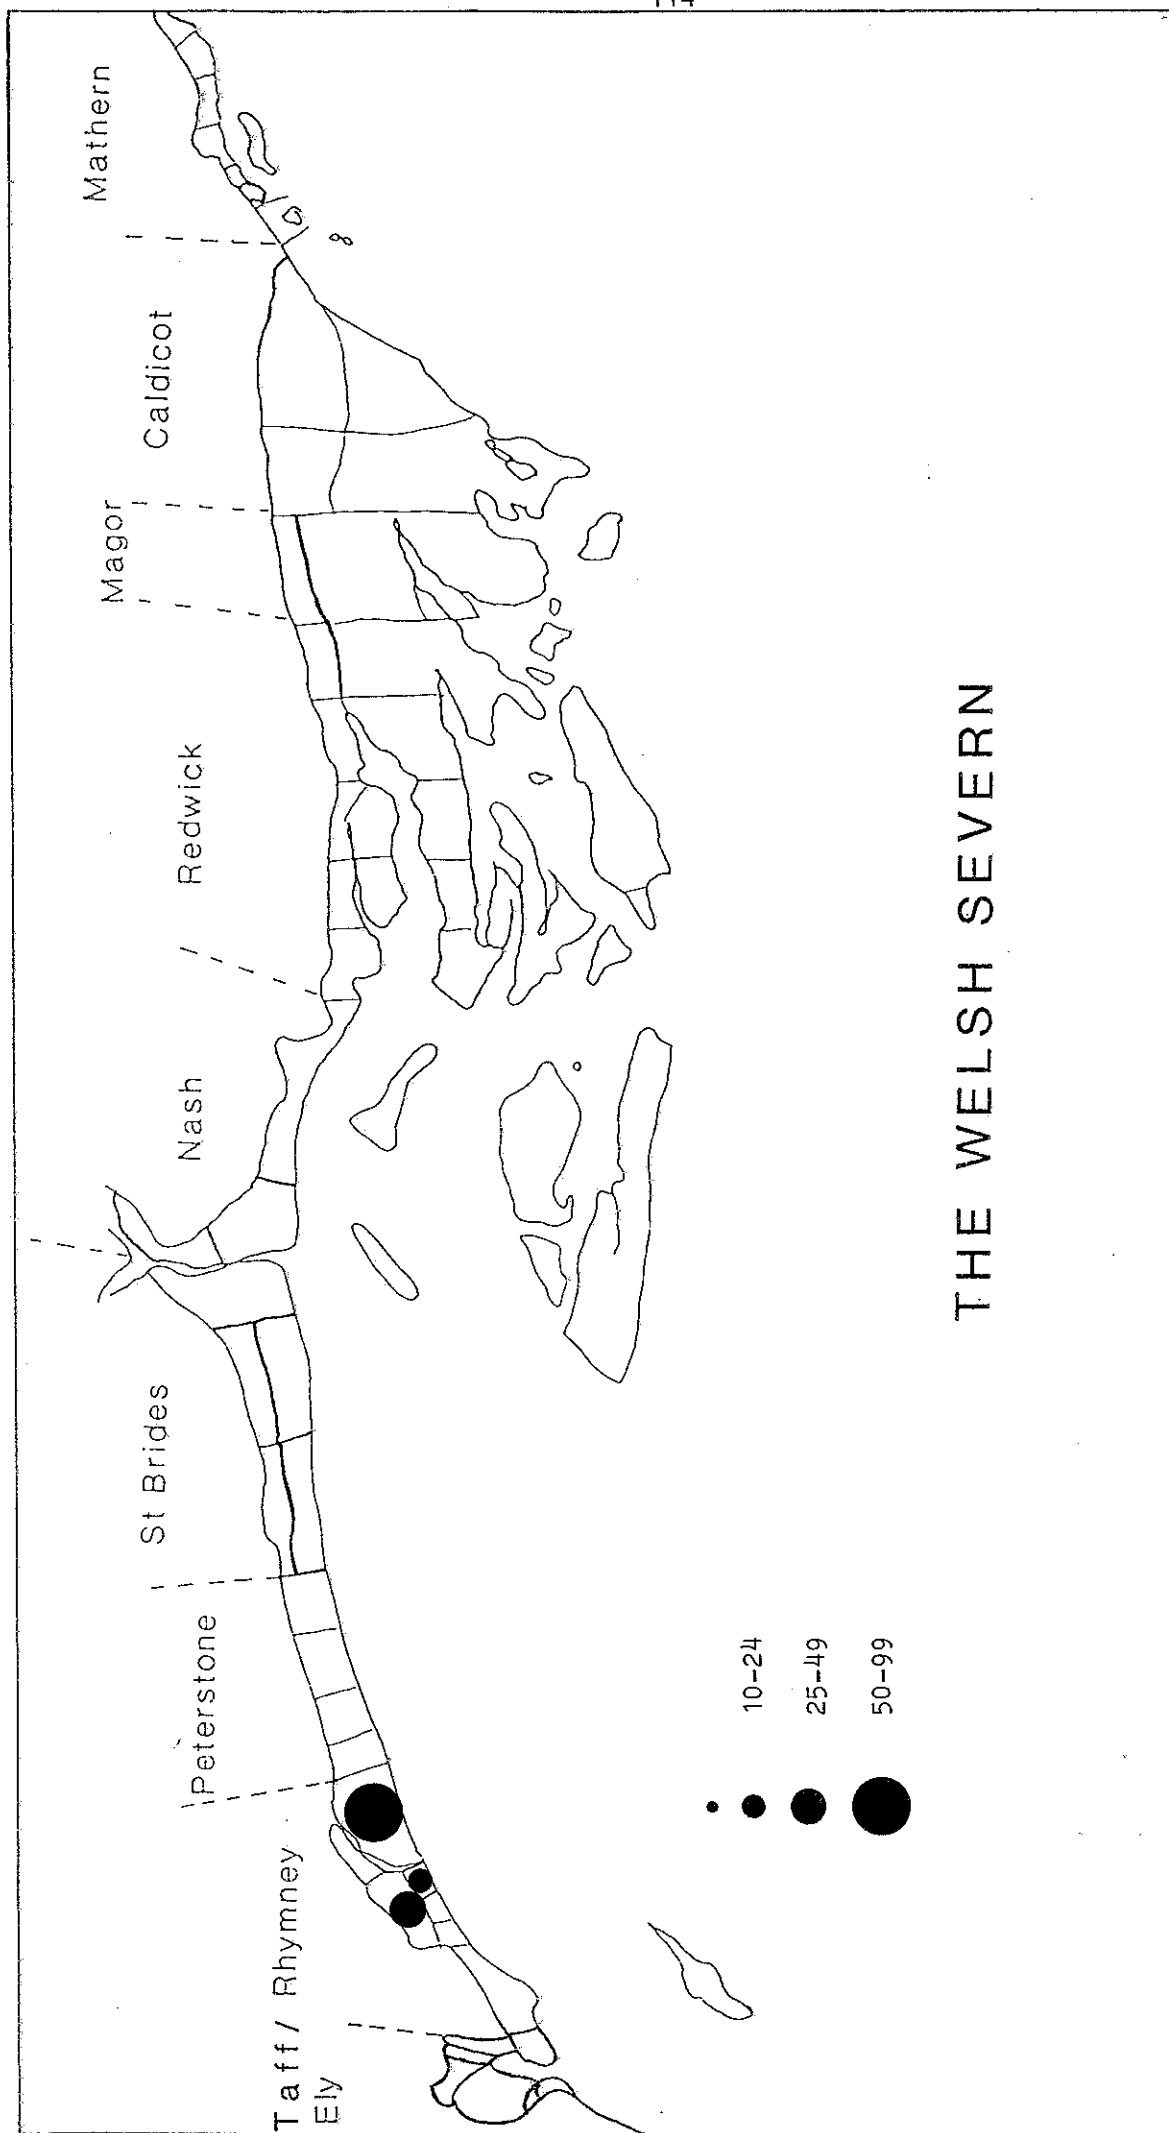 Taff/ Rhymney
Ely
Peterstone
St Brides
Nash
Redwick
Magor
Caldicot
Mathern
10-24
25-49
50-99
THE WELSH SEVERN